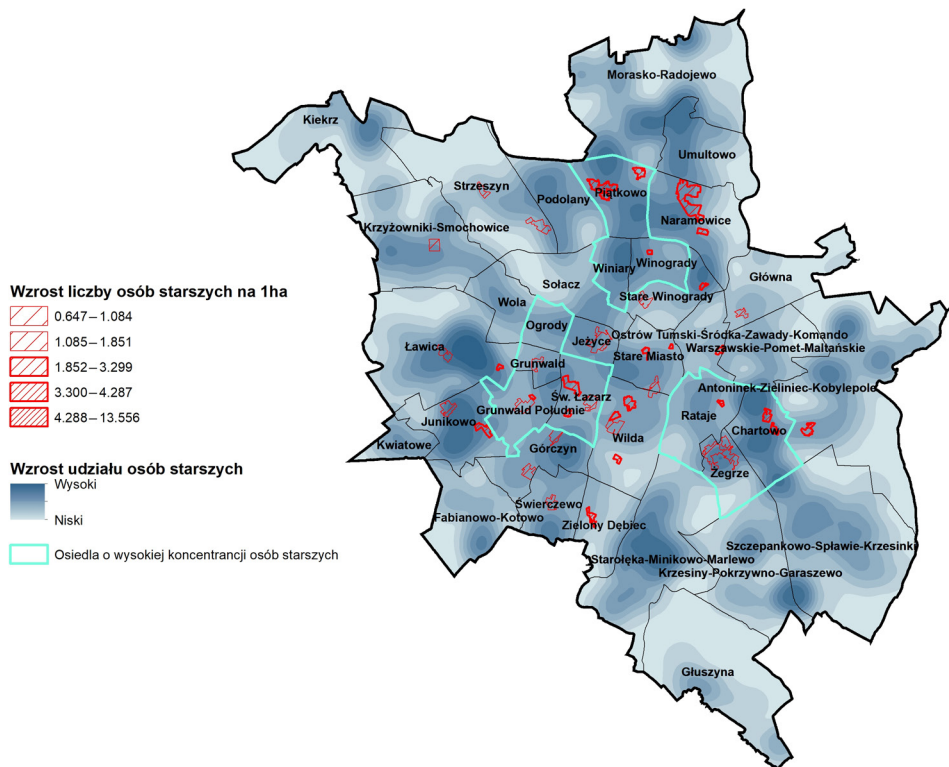 Morasko-Radojewo
Kiekrz
Umultowo
Strzeszyn
Podolany
Piątkowo
Naramowice
Krzyżowniki-Smochowice
Winiary
Winogrady
Główna
Sołacz
Stare Winogrady
Wola
Ogrody
Jeżyce
Ostrów Tumski-Śródka-Zawady-Komando
Warszawskie-Pomet-Maltańskie
Stare Miasto
Ławica
Grunwald
Antoninek-Zieliniec-Kobylepole
Św. Łazarz
Grunwald Południe
Rataje
Junikowo
Chartowo
Wilda
Kwiatowe
Górczyn
Żegrze
Świerczewo
Fabianowo-Kotowo
Zielony Dębiec
Szczepankowo-Spławie-Krzesinki
Starołęka-Minikowo-Marlewo
Krzesiny-Pokrzywno-Garaszewo
Głuszyna
Wzrost liczby osób starszych na 1ha
0.647–1.084
1.085–1.851
1.852–3.299
3.300–4.287
4.288–13.556
Wzrost udziału osób starszych
Wysoki
Niski
Osiedla o wysokiej koncentrancji osób starszych